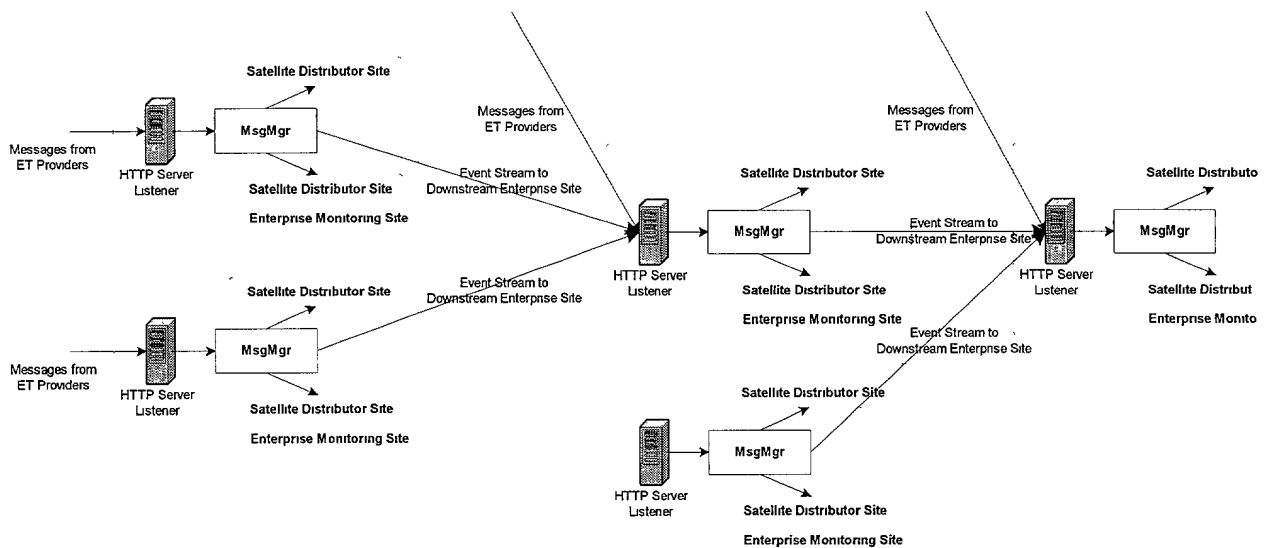 Satellite Distributor Site
MsgMgr
Messages from
ET Providers
HTTP Server
Listener
Satellite Distributor Site
Enterprise Monitoring Site
Event Stream to
Downstream Enterprise Site
Messages from
ET Providers
Satellite Distributor Site
MsgMgr
Messages from
ET Providers
HTTP Server
Listener
Satellite Distributor Site
Enterprise Monitoring Site
Event Stream to
Downstream Enterprise Site
Satellite Distributor Site
MsgMgr
HTTP Server
Listener
Satellite Distributor Site
Enterprise Monitoring Site
Event Stream to
Downstream Enterprise Site
Messages from
ET Providers
Satellite Distributor Site
MsgMgr
HTTP Server
Listener
Satellite Distributor Site
Enterprise Monitoring Site
Event Stream to
Downstream Enterprise Site
Satellite Distributo
MsgMgr
HTTP Server
Listener
Satellite Distribut
Enterprise Monito